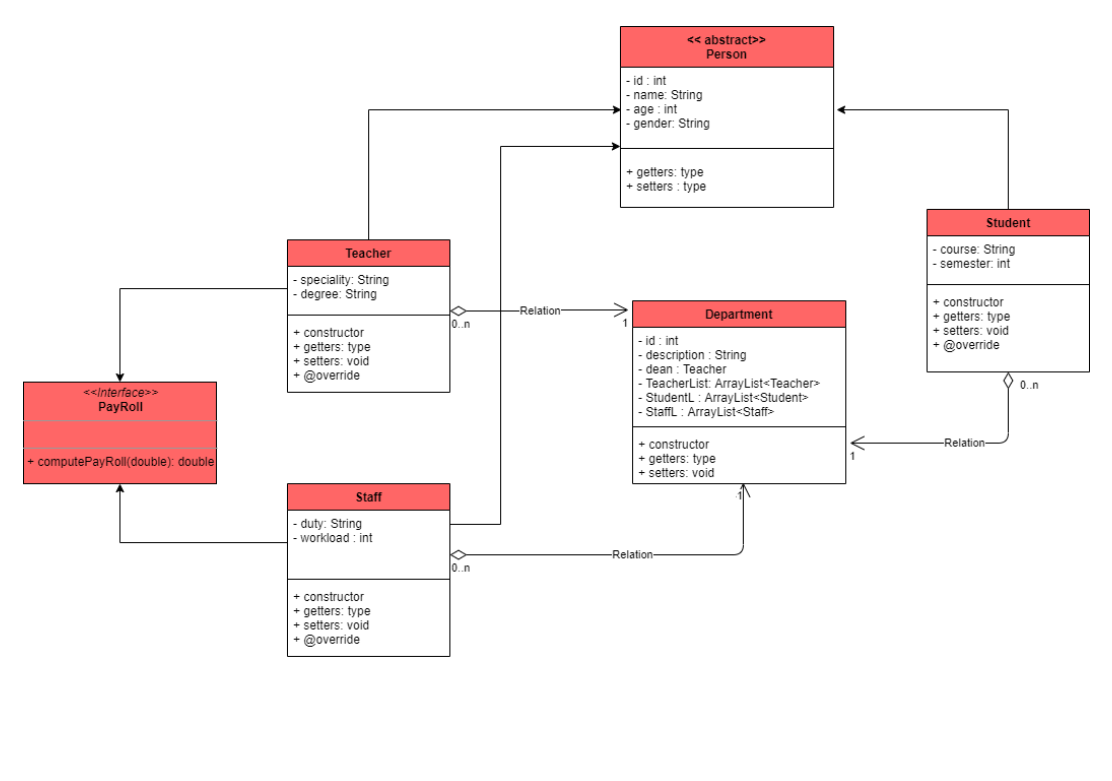 << abstract>>
Person
- id : int
- name: String
- age : int
- gender: String
+ getters: type
+ setters : type
Student
- course: String
- semester: int
+ constructor
+ getters: type
+ setters: void
+ @override
0..n
Teacher
- speciality: String
- degree: String
+ constructor
+ getters: type
+ setters: void
+ @override
0..n
Relation
1
Department
- id : int
- description : String
- dean : Teacher
- TeacherList: ArrayList<Teacher>
- StudentL : ArrayList<Student>
- StaffL : ArrayList<Staff>
+ constructor
+ getters: type
+ setters: void
Relation
1
<<Interface>>
PayRoll
+ computePayRoll(double): double
Staff
- duty: String
- workload : int
+ constructor
+ getters: type
+ setters: void
+ @override
0..n
Relation
1